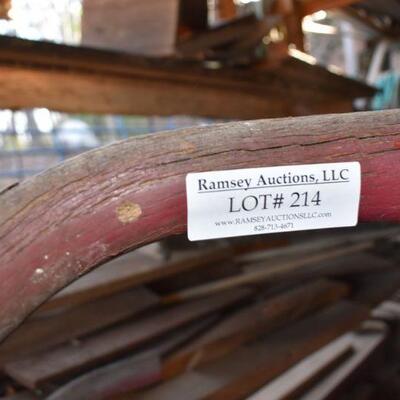 Ramsey Auctions, LLC
LOT# 214
www.RAMSEYAUCTIONSLLC.com
828-713-4671